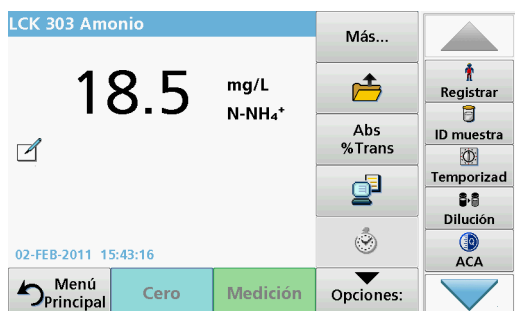 LCK 303 Amonio
18.5 mg/L
N-NH₄⁺
02-FEB-2011 15:43:16
Menú
Principal
Cero
Medición
Opciones:
Más...
Abs
%Trans
Registrar
ID muestra
Temporizad
Dilución
ACA